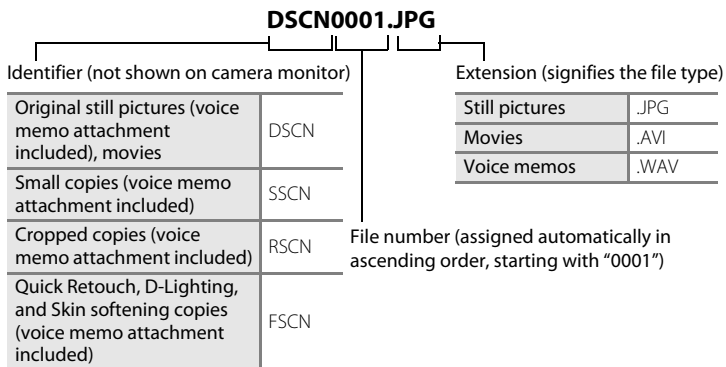 DSCN0001.JPG
Identifier (not shown on camera monitor)
Original still pictures (voice
memo attachment
included), movies
DSCN
Small copies (voice memo
attachment included)
SSCN
Cropped copies (voice
memo attachment included)
RSCN
Quick Retouch, D-Lighting,
and Skin softening copies
(voice memo attachment
included)
FSCN
Extension (signifies the file type)
Still pictures .JPG
Movies .AVI
Voice memos .WAV
File number (assigned automatically in
ascending order, starting with “0001”)